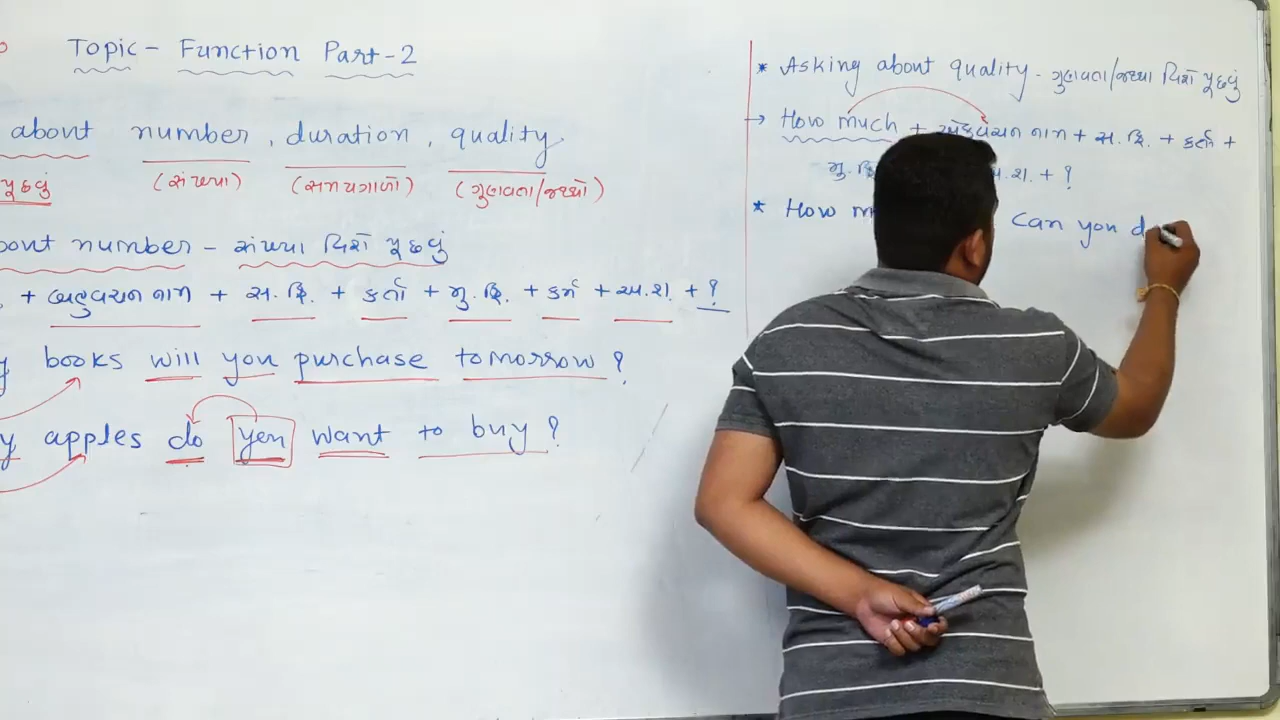 Topic - Function Part-2
about number, duration, quality.
પૂછવું (સંખ્યા) (સમયગાળો) (ગુણવતા/જથ્થો)
about number - સંખ્યા વિશે પૂછવું
+ બહુવચન નામ + સ. ક્રિ. + કર્તા + મુ. ક્રિ. + કર્મ + અ.શ. + ?
books will you purchase tomorrow?
apples do you want to buy?
* Asking about quality - ગુણવતા/જથ્થા વિશે પૂછવું
→ How much + એકવચન નામ + સ. ક્રિ. + કર્તા +
મુ. ક્રિ. અ.શ. + ?
* How m can you d